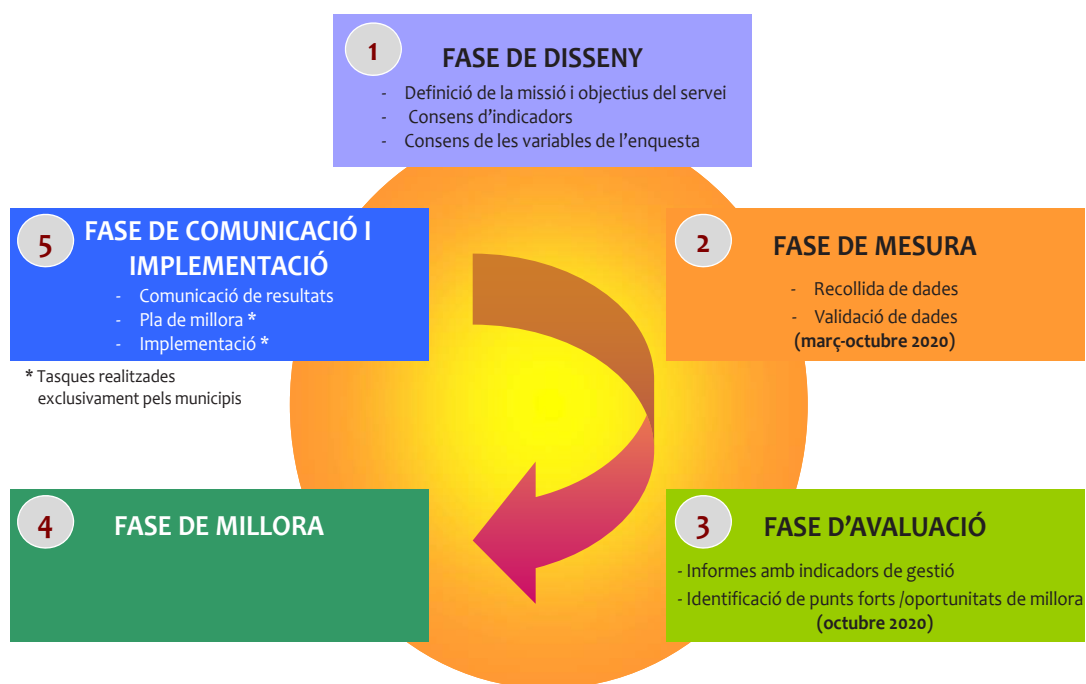 1
FASE DE DISSENY
- Definició de la missió i objectius del servei
- Consens d'indicadors
- Consens de les variables de l'enquesta
2
FASE DE MESURA
- Recollida de dades
- Validació de dades
(març-octubre 2020)
3
FASE D'AVALUACIÓ
- Informes amb indicadors de gestió
- Identificació de punts forts /oportunitats de millora
(octubre 2020)
4
FASE DE MILLORA
5
FASE DE COMUNICACIÓ I
IMPLEMENTACIÓ
- Comunicació de resultats
- Pla de millora *
- Implementació *
* Tasques realitzades
exclusivament pels municipis